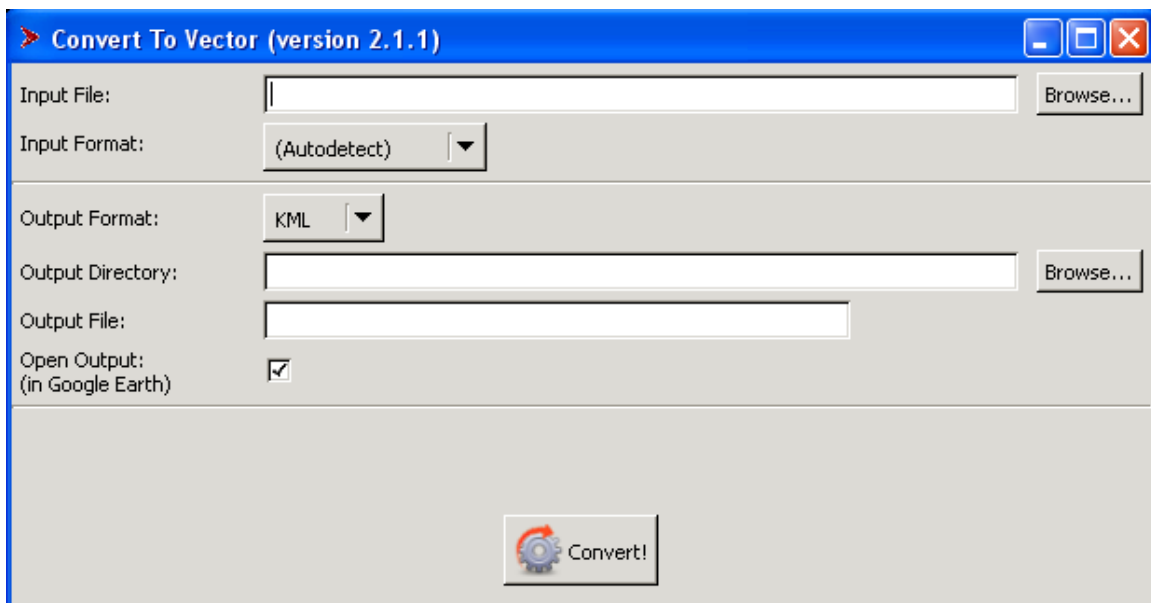 Convert To Vector (version 2.1.1)
Input File:
Browse...
Input Format:
(Autodetect)
Output Format:
KML
Output Directory:
Browse...
Output File:
Open Output:
(in Google Earth)
Convert!